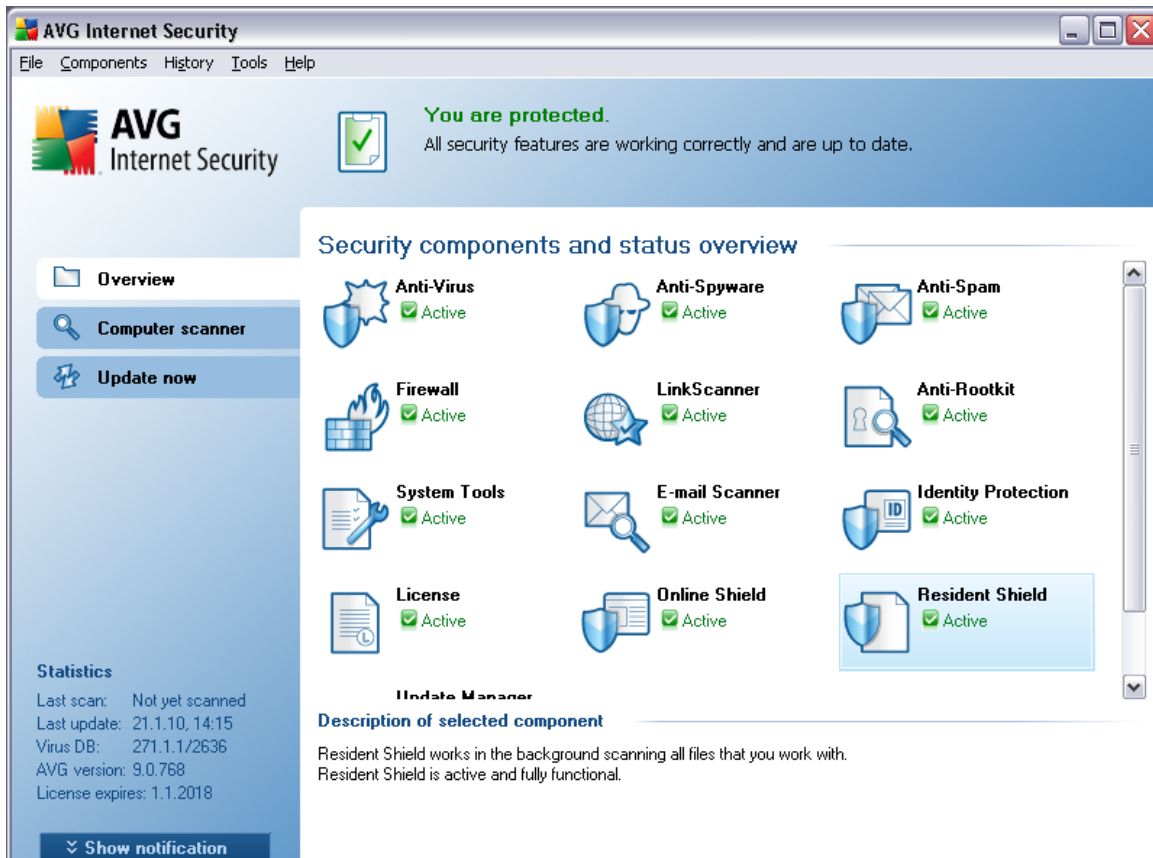 AVG Internet Security
File Components History Tools Help
AVG
Internet Security
You are protected.
All security features are working correctly and are up to date.
Overview
Computer scanner
Update now
Security components and status overview
Anti-Virus
Active
Anti-Spyware
Active
Anti-Spam
Active
Firewall
Active
LinkScanner
Active
Anti-Rootkit
Active
System Tools
Active
E-mail Scanner
Active
ID
Identity Protection
Active
L
License
Active
Online Shield
Active
Resident Shield
Active
Update Manager
Description of selected component
Resident Shield works in the background scanning all files that you work with.
Resident Shield is active and fully functional.
Statistics
Last scan: Not yet scanned
Last update: 21.1.10, 14:15
Virus DB: 271.1.1/2636
AVG version: 9.0.768
License expires: 1.1.2018
Show notification